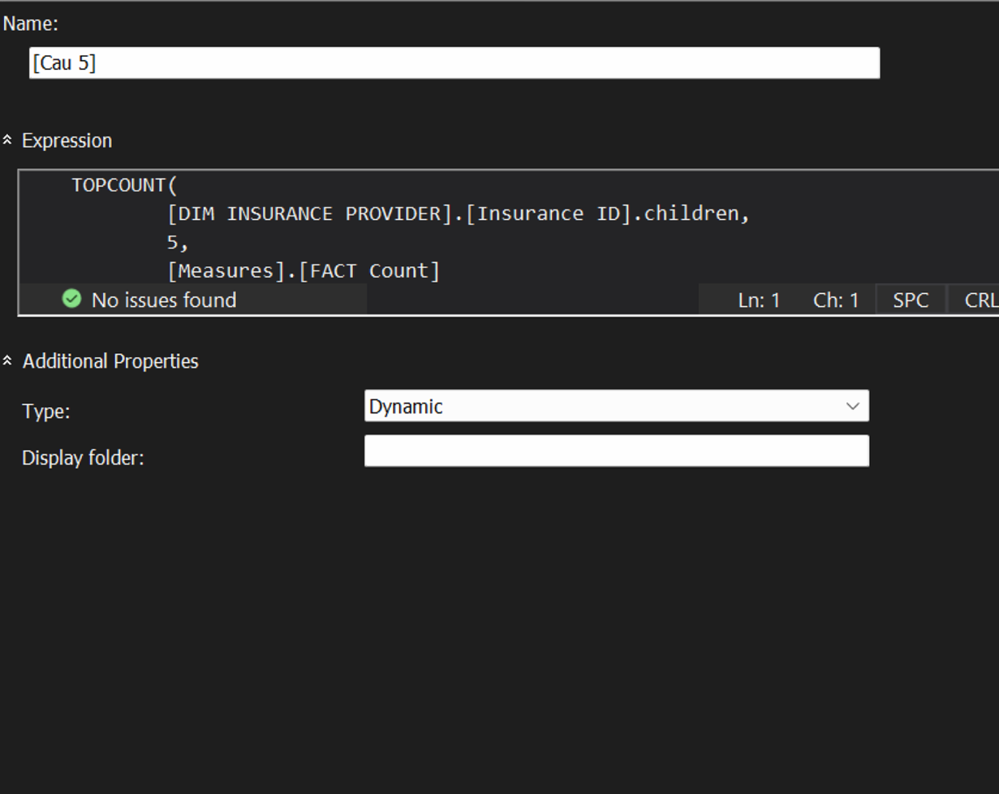 Name:
[Cau 5]
Expression
TOPCOUNT(
[DIM INSURANCE PROVIDER].[Insurance ID].children,
5,
[Measures].[FACT Count]
No issues found Ln: 1 Ch: 1 SPC CRL
Additional Properties
Type: Dynamic
Display folder: